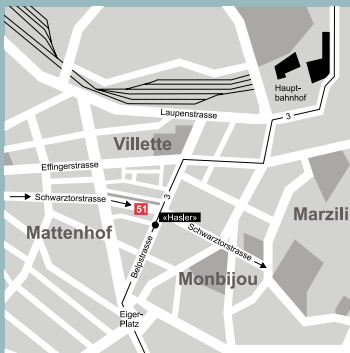 Haupt-
bahnhof
3
Laupenstrasse
Villette
Effingerstrasse
Schwarztorstrasse
3
51
«Hasler»
Marzili
Mattenhof
Belpstrasse
Schwarztorstrasse
Monbijou
Eiger-
Platz